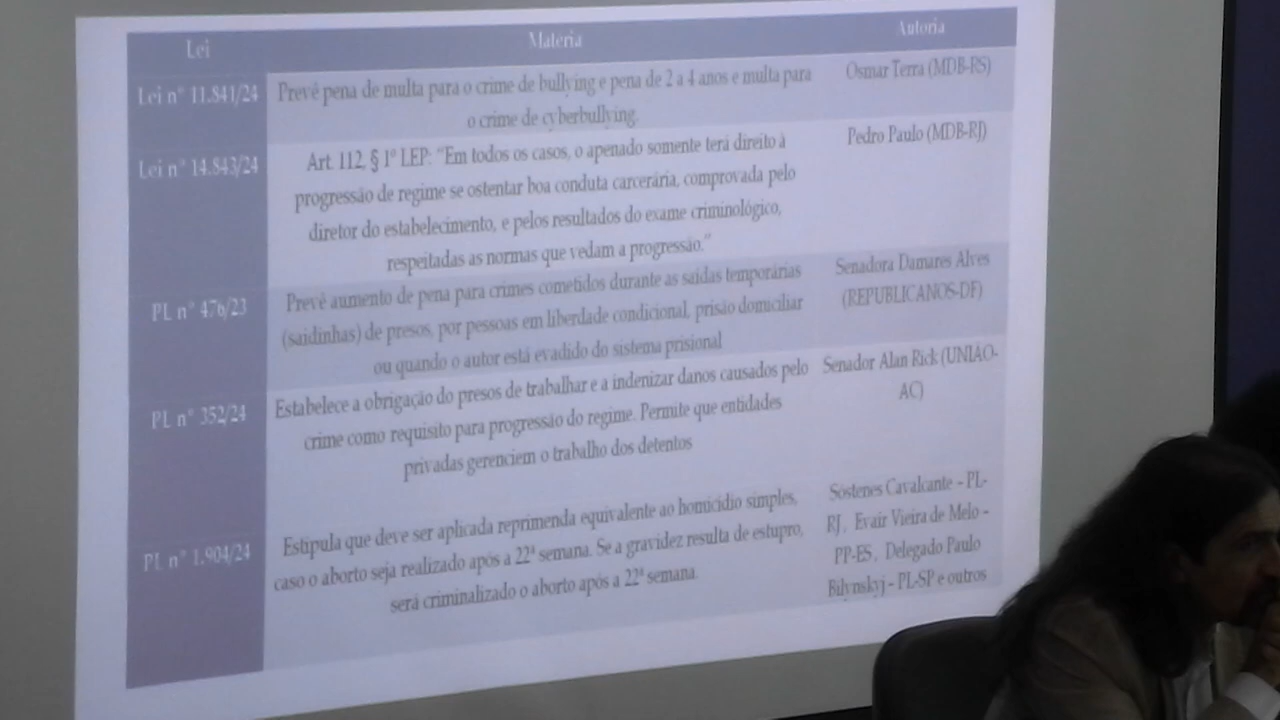 Lei
Materia
Autoria
Lei n° 11.841/24
Prevê pena de multa para o crime de bullying e pena de 2 a 4 anos e multa para
o crime de cyberbullying.
Osmar Terra (MDB-RS)
Lei n° 14.843/24
Art. 112, § 1º LEP: “Em todos os casos, o apenado somente terá direito à
progressão de regime se ostentar boa conduta carcerária, comprovada pelo
diretor do estabelecimento, e pelos resultados do exame criminológico,
respeitadas as normas que vedam a progressão.”
Pedro Paulo (MDB-RJ)
PL n° 476/23
Prevê aumento de pena para crimes cometidos durante as saídas temporárias
(saidinhas) de presos, por pessoas em liberdade condicional, prisão domiciliar
ou quando o autor está evadido do sistema prisional
Senadora Damares Alves
(REPUBLICANOS-DF)
PL n° 352/24
Estabelece a obrigação do presos de trabalhar e a indenizar danos causados pelo
crime como requisito para progressão do regime. Permite que entidades
privadas gerenciem o trabalho dos detentos
Senador Alan Rick (UNIAO-
AC)
PL n° 1.904/24
Estipula que deve ser aplicada reprimenda equivalente ao homicídio simples,
caso o aborto seja realizado após a 22ª semana. Se a gravidez resulta de estupro,
será criminalizado o aborto após a 22ª semana.
Sóstenes Cavalcante - PL-
RJ, Evair Vieira de Melo -
PP-ES, Delegado Paulo
Bilynskyj - PL-SP e outros